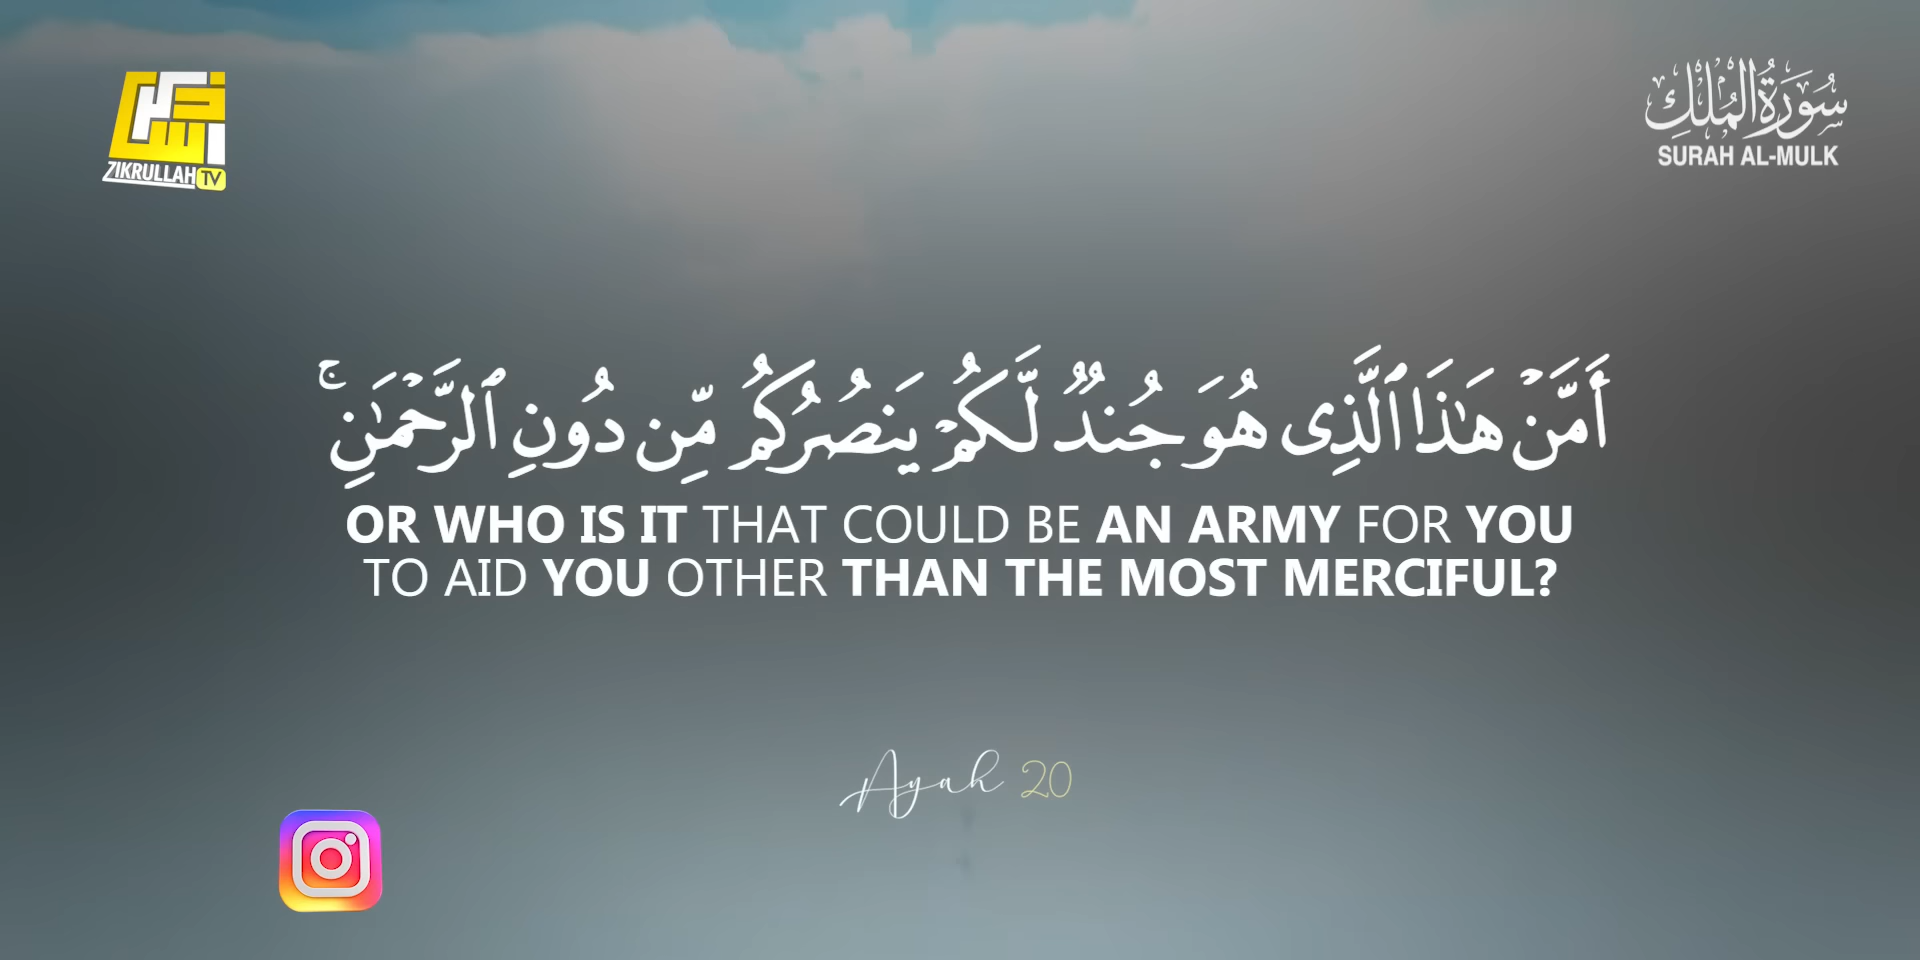 ZIKRULLAH TV
سُورَةُ المُلْكِ
SURAH AL-MULK
أَمَّنْ هَـٰذَا ٱلَّذِى هُوَ جُندٌ لَّكُمْ يَنصُرُكُم مِّن دُونِ ٱلرَّحْمَـٰنِ ۚ
OR WHO IS IT THAT COULD BE AN ARMY FOR YOU
TO AID YOU OTHER THAN THE MOST MERCIFUL?
Ayah 20